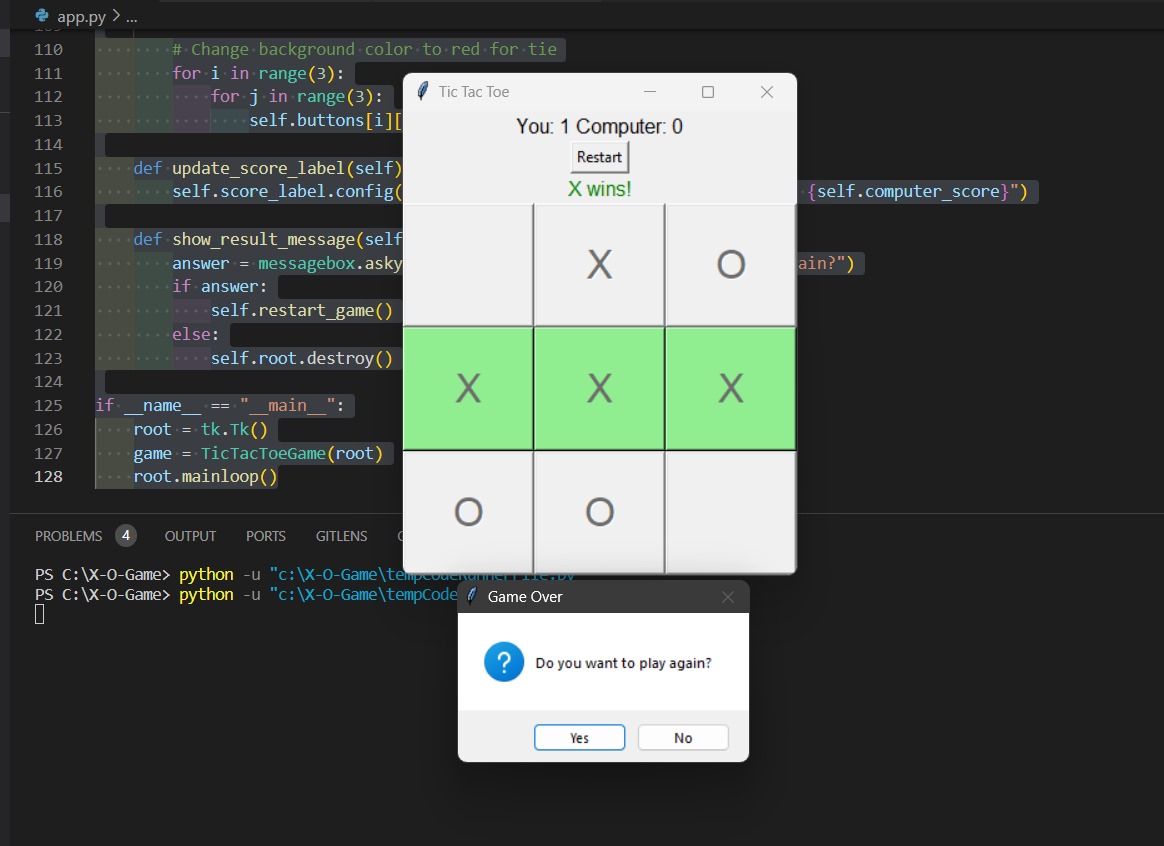 app.py > ...
110 # Change background color to red for tie
111 for i in range(3):
112 for j in range(3):
113 self.buttons[i][
114
115 def update_score_label(self)
116 self.score_label.config( {self.computer_score}")
117
118 def show_result_message(self
119 answer = messagebox.asky ain?")
120 if answer:
121 self.restart_game()
122 else:
123 self.root.destroy()
124
125 if __name__ == "__main__":
126 root = tk.Tk()
127 game = TicTacToeGame(root)
128 root.mainloop()
Tic Tac Toe
You: 1 Computer: 0
Restart
X wins!
X O
X X X
O O
PROBLEMS 4 OUTPUT PORTS GITLENS
PS C:\X-O-Game> python -u "c:\X-O-Game\tempCodeRunnerFile.py
PS C:\X-O-Game> python -u "c:\X-O-Game\tempCode
Game Over
? Do you want to play again?
Yes No